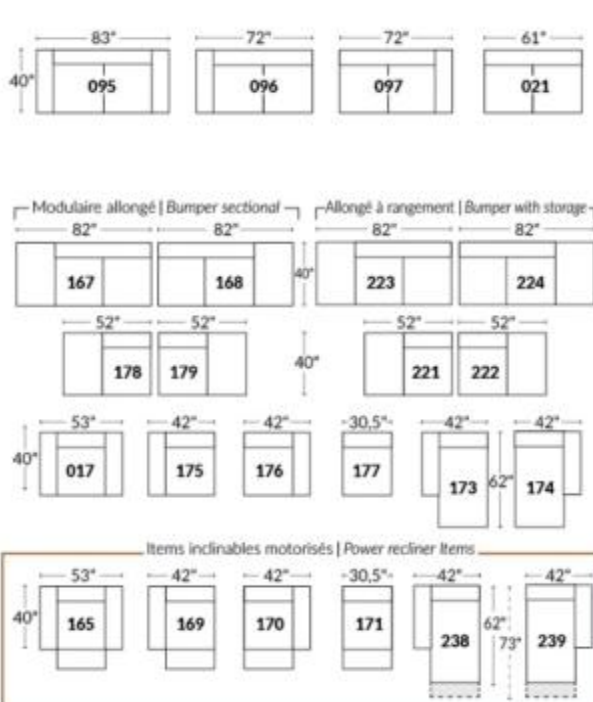 83" 72" 72" 61"
40" 095 096 097 021
Modulaire allongé | Bumper sectional Allongé à rangement | Bumper with storage
82" 82" 82" 82"
167 168 40" 223 224
52" 52" 52" 52"
178 179 40" 221 222
53" 42" 42" 30,5" 42" 42"
40" 017 175 176 177 173 62" 174
Items inclinables motorisés | Power recliner Items
53" 42" 42" 30,5" 42" 42"
40" 165 169 170 171 238 62" 73" 239